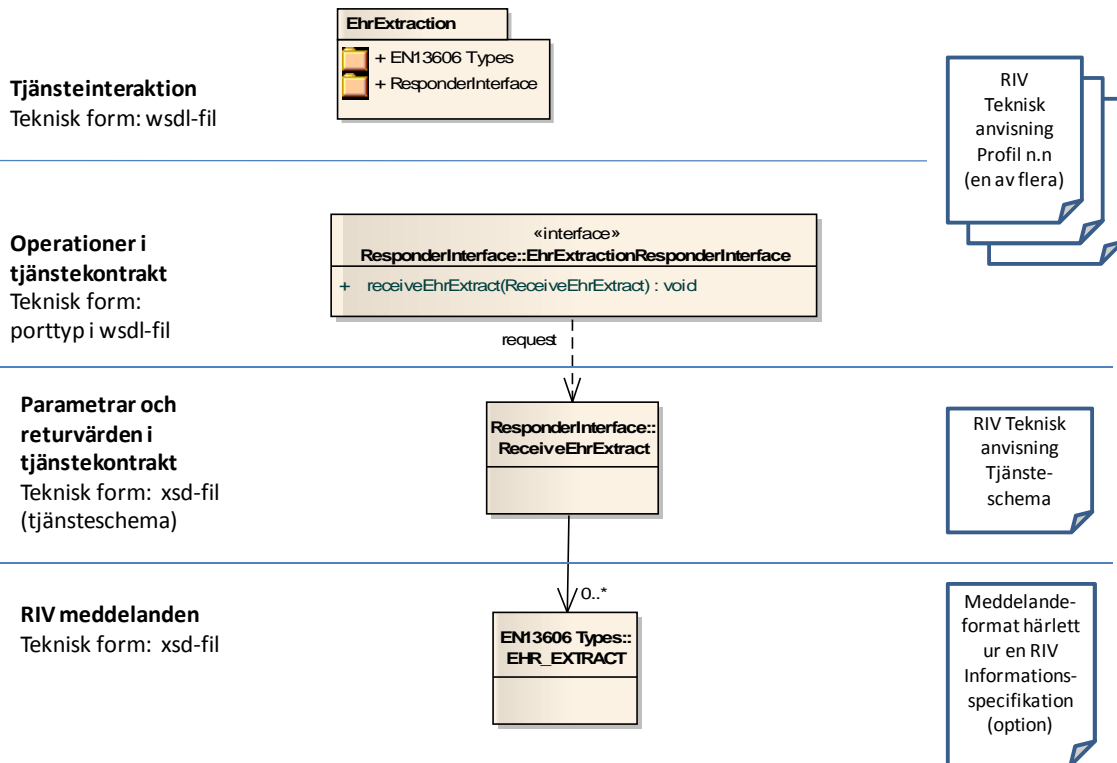 EhrExtraction
+ EN13606 Types
+ ResponderInterface
Tjänsteinteraktion
Teknisk form: wsdl-fil
RIV
Teknisk
anvisning
Profil n.n
(en av flera)
Operationer i
tjänstekontrakt
Teknisk form:
porttyp i wsdl-fil
«interface»
ResponderInterface::EhrExtractionResponderInterface
+ receiveEhrExtract(ReceiveEhrExtract) : void
request
Parametrar och
returvärden i
tjänstekontrakt
Teknisk form: xsd-fil
(tjänsteschema)
ResponderInterface::
ReceiveEhrExtract
RIV Teknisk
anvisning
Tjänste-
schema
0..*
RIV meddelanden
Teknisk form: xsd-fil
EN13606 Types::
EHR_EXTRACT
Meddelande-
format härlett
ur en RIV
Informations-
specifikation
(option)